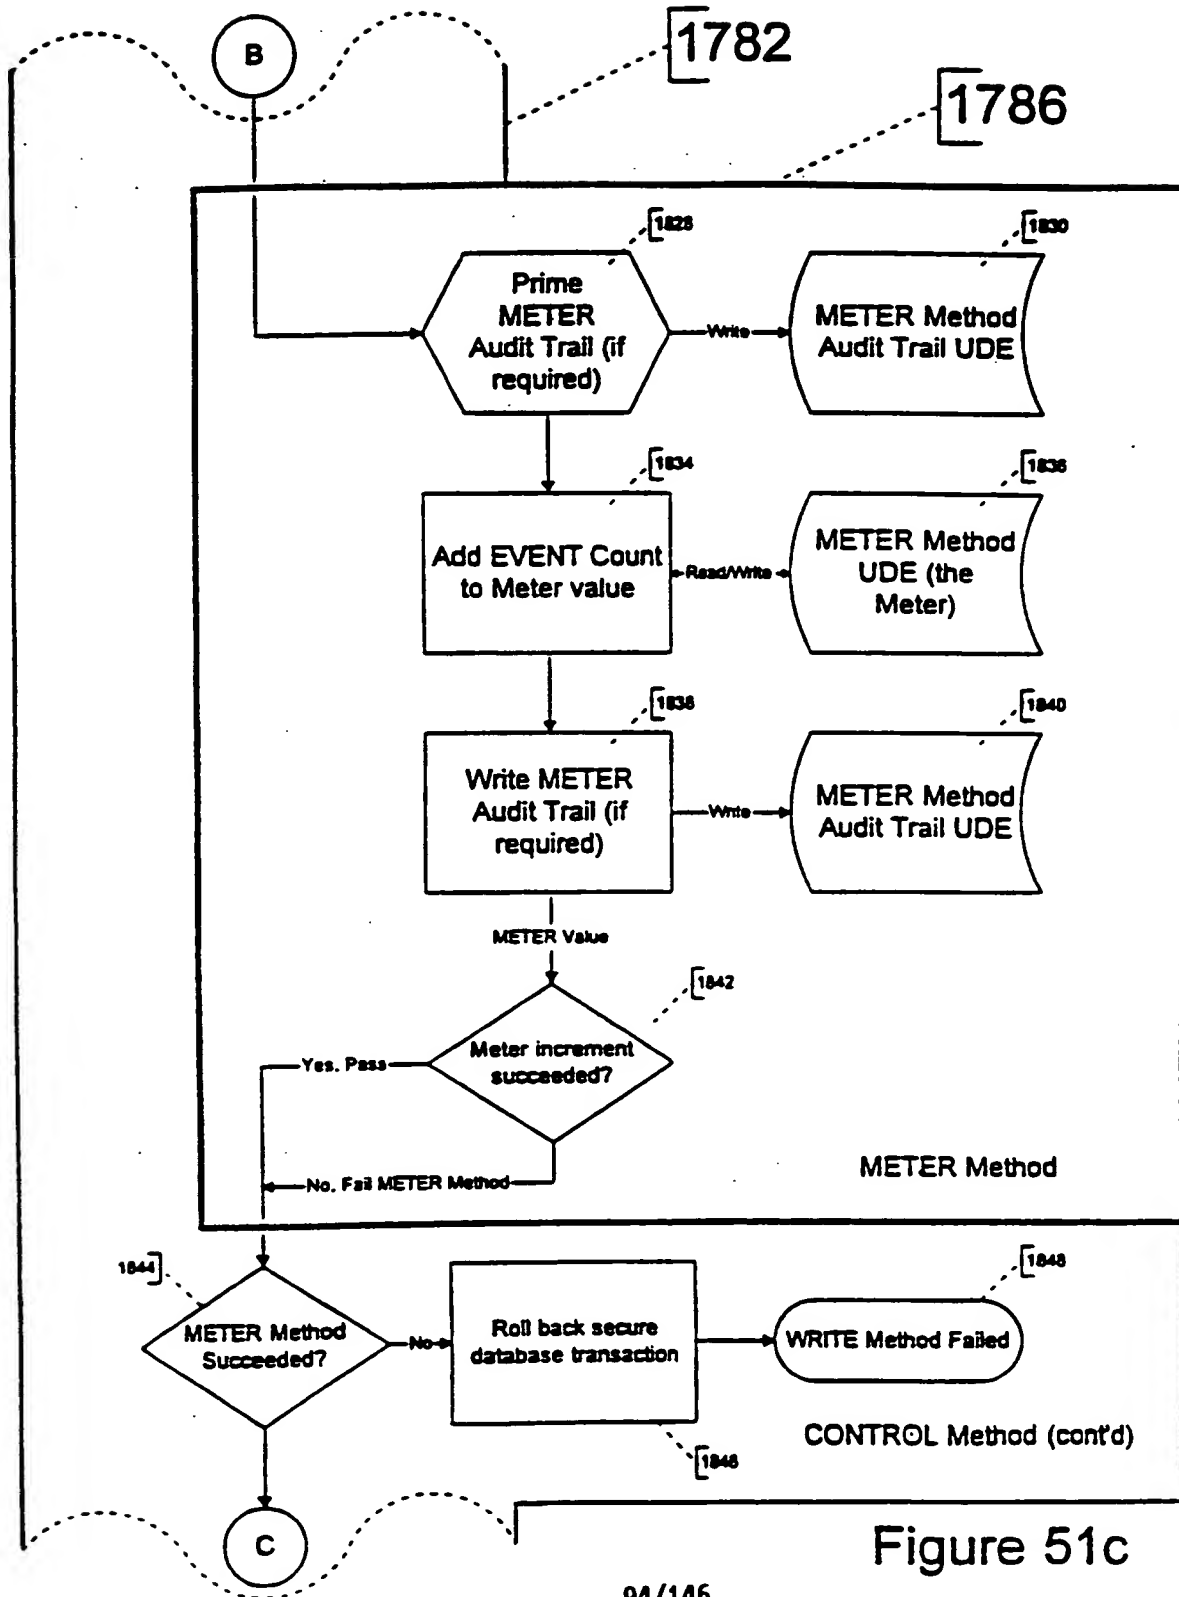 B
1782
1786
1828
1830
Prime
METER
Audit Trail (if
required)
Write
METER Method
Audit Trail UDE
1834
1836
Add EVENT Count
to Meter value
Read/Write
METER Method
UDE (the
Meter)
1838
1840
Write METER
Audit Trail (if
required)
Write
METER Method
Audit Trail UDE
METER Value
1842
Meter increment
succeeded?
Yes, Pass
No, Fail METER Method
METER Method
1844
1848
METER Method
Succeeded?
No
Roll back secure
database transaction
WRITE Method Failed
1846
CONTROL Method (cont'd)
C
Figure 51c
94/146